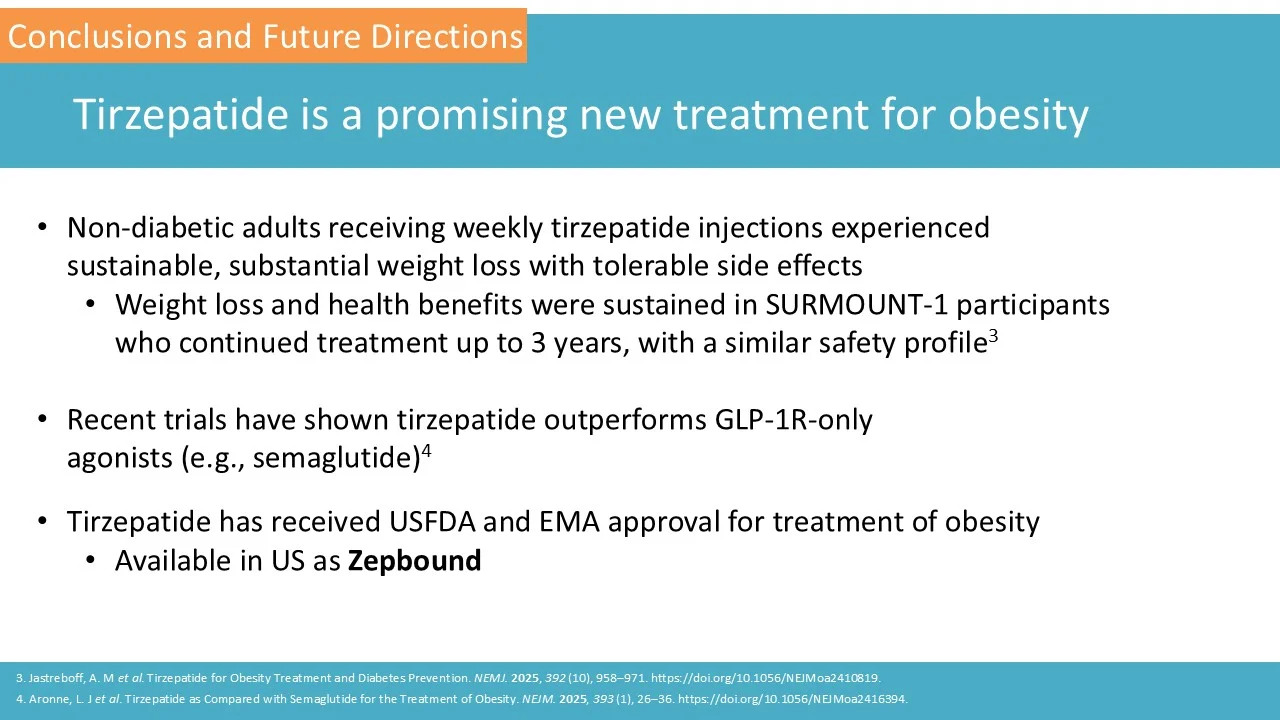 Conclusions and Future Directions
Tirzepatide is a promising new treatment for obesity
• Non-diabetic adults receiving weekly tirzepatide injections experienced
sustainable, substantial weight loss with tolerable side effects
• Weight loss and health benefits were sustained in SURMOUNT-1 participants
who continued treatment up to 3 years, with a similar safety profile³
• Recent trials have shown tirzepatide outperforms GLP-1R-only
agonists (e.g., semaglutide)⁴
• Tirzepatide has received USFDA and EMA approval for treatment of obesity
• Available in US as Zepbound
3. Jastreboff, A. M et al. Tirzepatide for Obesity Treatment and Diabetes Prevention. NEMJ. 2025, 392 (10), 958–971. https://doi.org/10.1056/NEJMoa2410819.
4. Aronne, L. J et al. Tirzepatide as Compared with Semaglutide for the Treatment of Obesity. NEJM. 2025, 393 (1), 26–36. https://doi.org/10.1056/NEJMoa2416394.